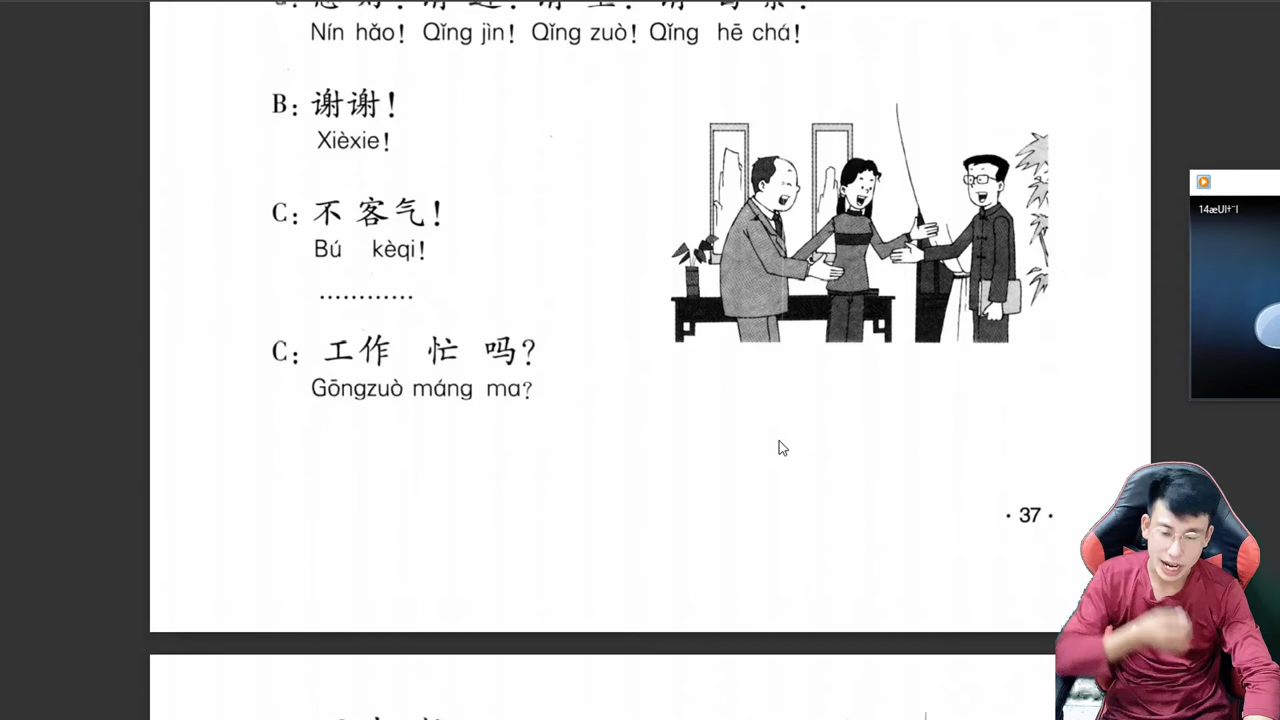 Nín hǎo! Qǐng jìn! Qǐng zuò! Qǐng hē chá!
B: 谢谢!
Xièxie!
C: 不 客气!
Bú kèqi!
............
C: 工作 忙 吗?
Gōngzuò máng ma?
· 37 ·